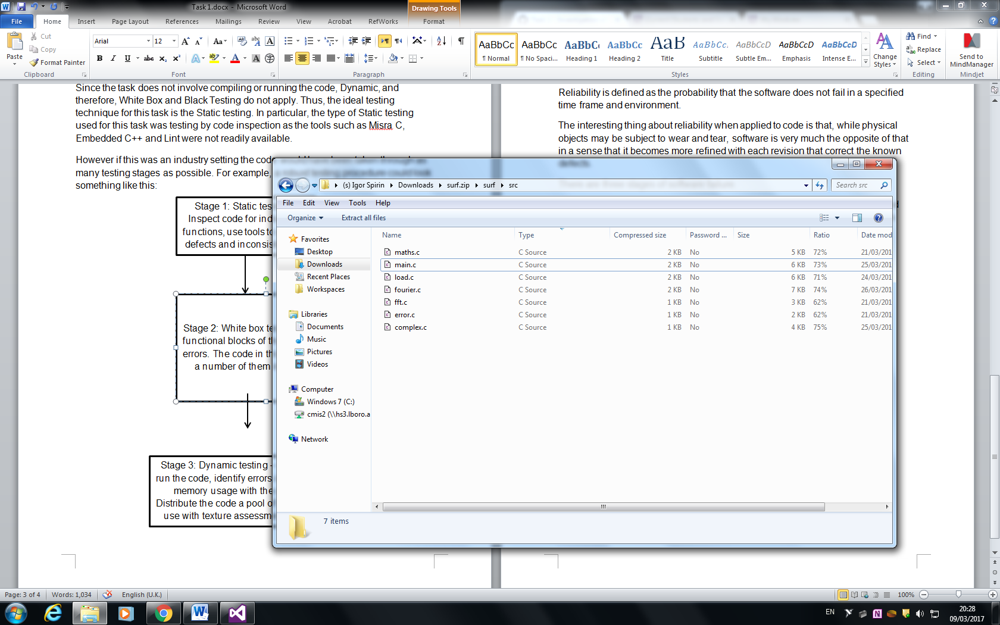 Task 1.docx - Microsoft Word
Drawing Tools
File Home Insert Page Layout References Mailings Review View Acrobat RefWorks Format
Paste
Cut
Copy
Format Painter
Clipboard
Arial 12
Font
Paragraph
AaBbCc AaBbCc AaBbC AaBbCc AaB AaBbCc. AaBbCcD AaBbCcD AaBbCcD
¶ Normal ¶ No Spaci... Heading 1 Heading 2 Title Subtitle Subtle Em... Emphasis Intense E...
Change
Styles
Styles
Find
Replace
Select
Editing
Send to
MindManager
Mindjet
Since the task does not involve compiling or running the code, Dynamic, and
therefore, White Box and Black Testing do not apply. Thus, the ideal testing
technique for this task is the Static testing. In particular, the type of Static testing
used for this task was testing by code inspection as the tools such as Misra C,
Embedded C++ and Lint were not readily available.
However if this was an industry setting the code would have been taken through as
many testing stages as possible. For example, a robust testing procedure could look
something like this:
Stage 1: Static tes
Inspect code for ind
functions, use tools to
defects and inconsis
Stage 2: White box te
functional blocks of t
errors. The code in th
a number of them
Stage 3: Dynamic testing -
run the code, identify errors
memory usage with the
Distribute the code a pool o
use with texture assessm
Reliability is defined as the probability that the software does not fail in a specified
time frame and environment.
The interesting thing about reliability when applied to code is that, while physical
objects may be subject to wear and tear, software is very much the opposite of that
in a sense that it becomes more refined with each revision that correct the known
defects.
(s) Igor Spirin Downloads surf.zip surf src
Search src
File Edit View Tools Help
Organize Extract all files
Favorites
Desktop
Downloads
Recent Places
Workspaces
Libraries
Documents
Music
Pictures
Videos
Computer
Windows 7 (C:)
cmis2 (\\hs3.lboro.a
Network
Name Type Compressed size Password ... Size Ratio Date mod
maths.c C Source 2 KB No 5 KB 72% 21/03/201
main.c C Source 2 KB No 6 KB 73% 25/03/201
load.c C Source 2 KB No 6 KB 71% 24/03/201
fourier.c C Source 2 KB No 7 KB 74% 26/03/201
fft.c C Source 1 KB No 3 KB 62% 21/03/201
error.c C Source 1 KB No 2 KB 62% 21/03/201
complex.c C Source 1 KB No 4 KB 75% 25/03/201
7 items
Page: 3 of 4 Words: 1,034 English (U.K.) 100%
EN
20:28
09/03/2017